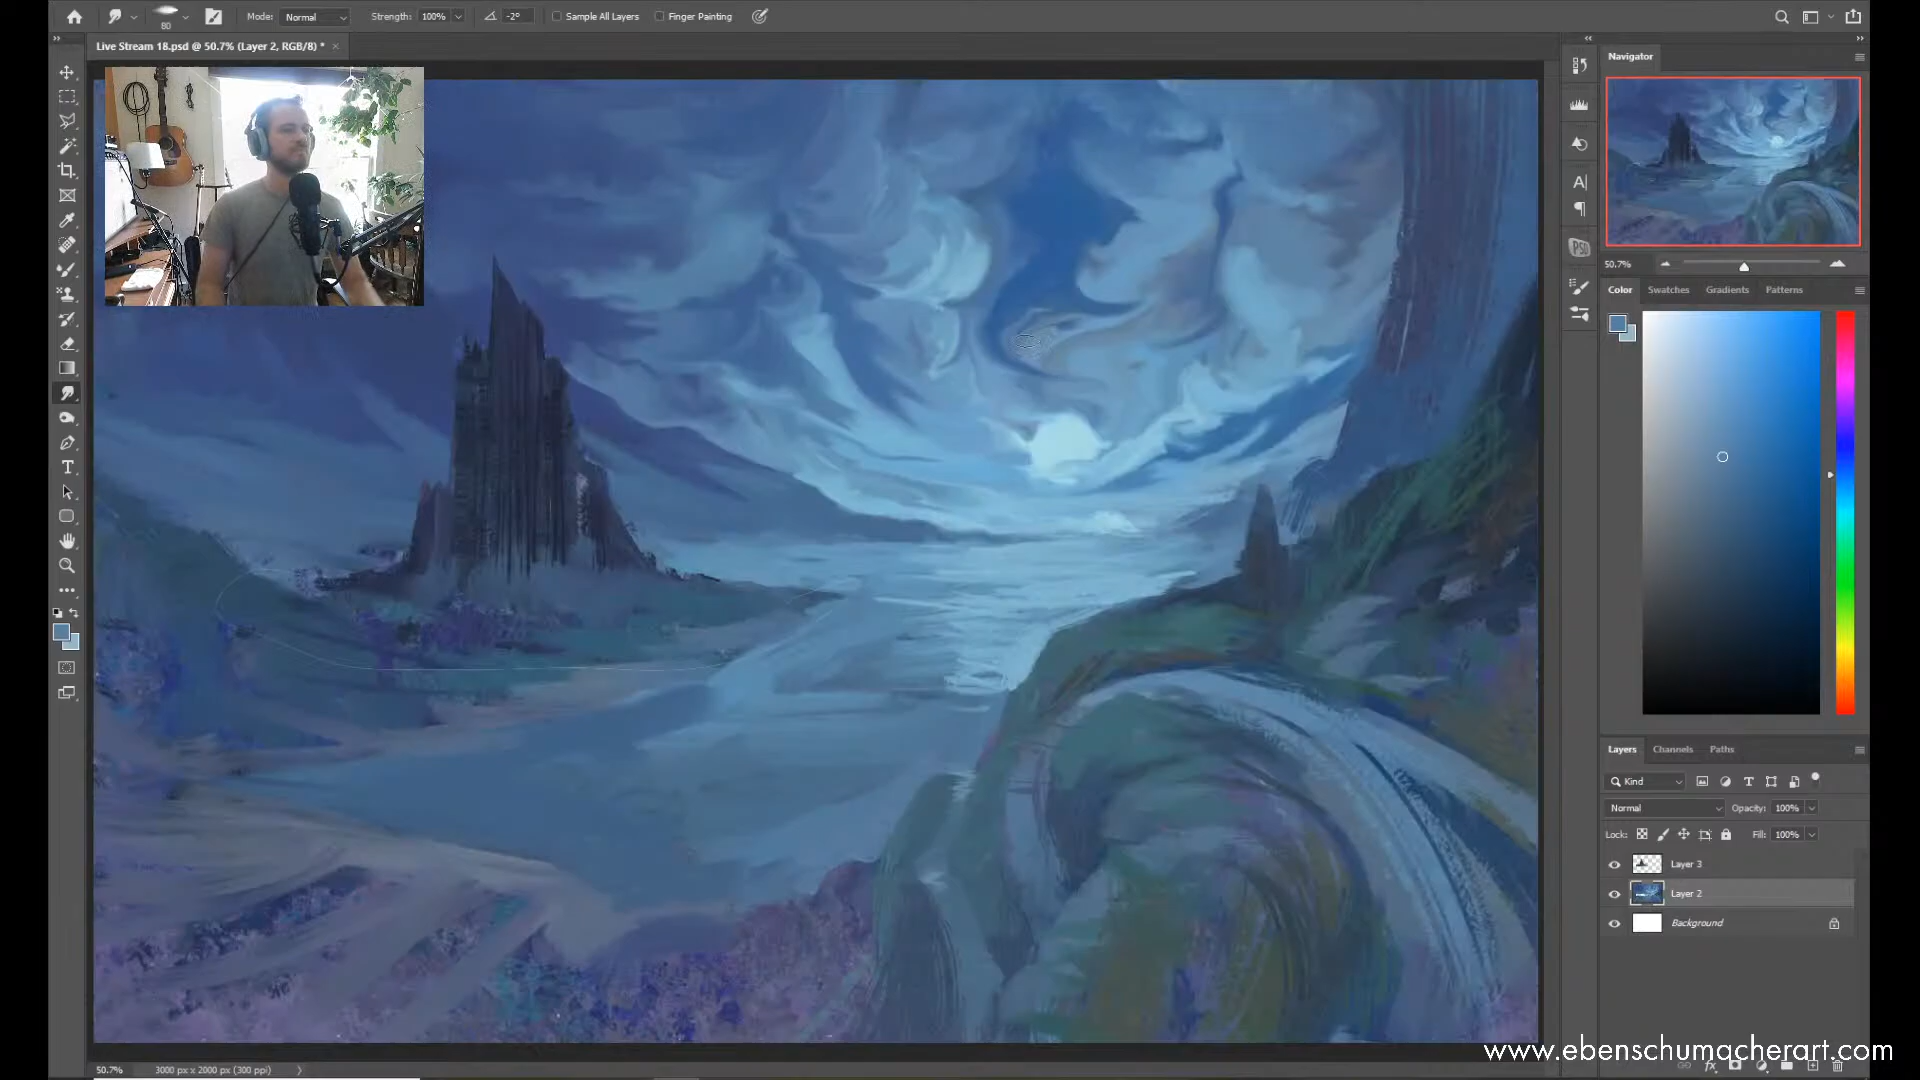 80
Mode: Normal
Strength: 100%
-2°
Sample All Layers
Finger Painting
Live Stream 18.psd @ 50.7% (Layer 2, RGB/8) *
Navigator
50.7%
Color Swatches Gradients Patterns
Layers Channels Paths
Kind
Normal Opacity: 100%
Lock: Fill: 100%
Layer 3
Layer 2
Background
www.ebenschumacherart.com
50.7% 3000 px x 2000 px (300 ppi)